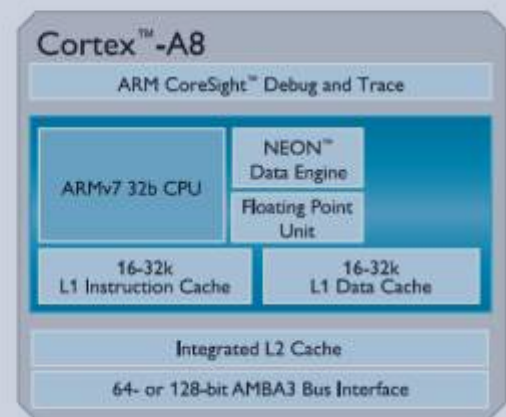 Cortex™-A8
ARM CoreSight™ Debug and Trace
ARMv7 32b CPU
NEON™
Data Engine
Floating Point
Unit
16-32k
L1 Instruction Cache
16-32k
L1 Data Cache
Integrated L2 Cache
64- or 128-bit AMBA3 Bus Interface